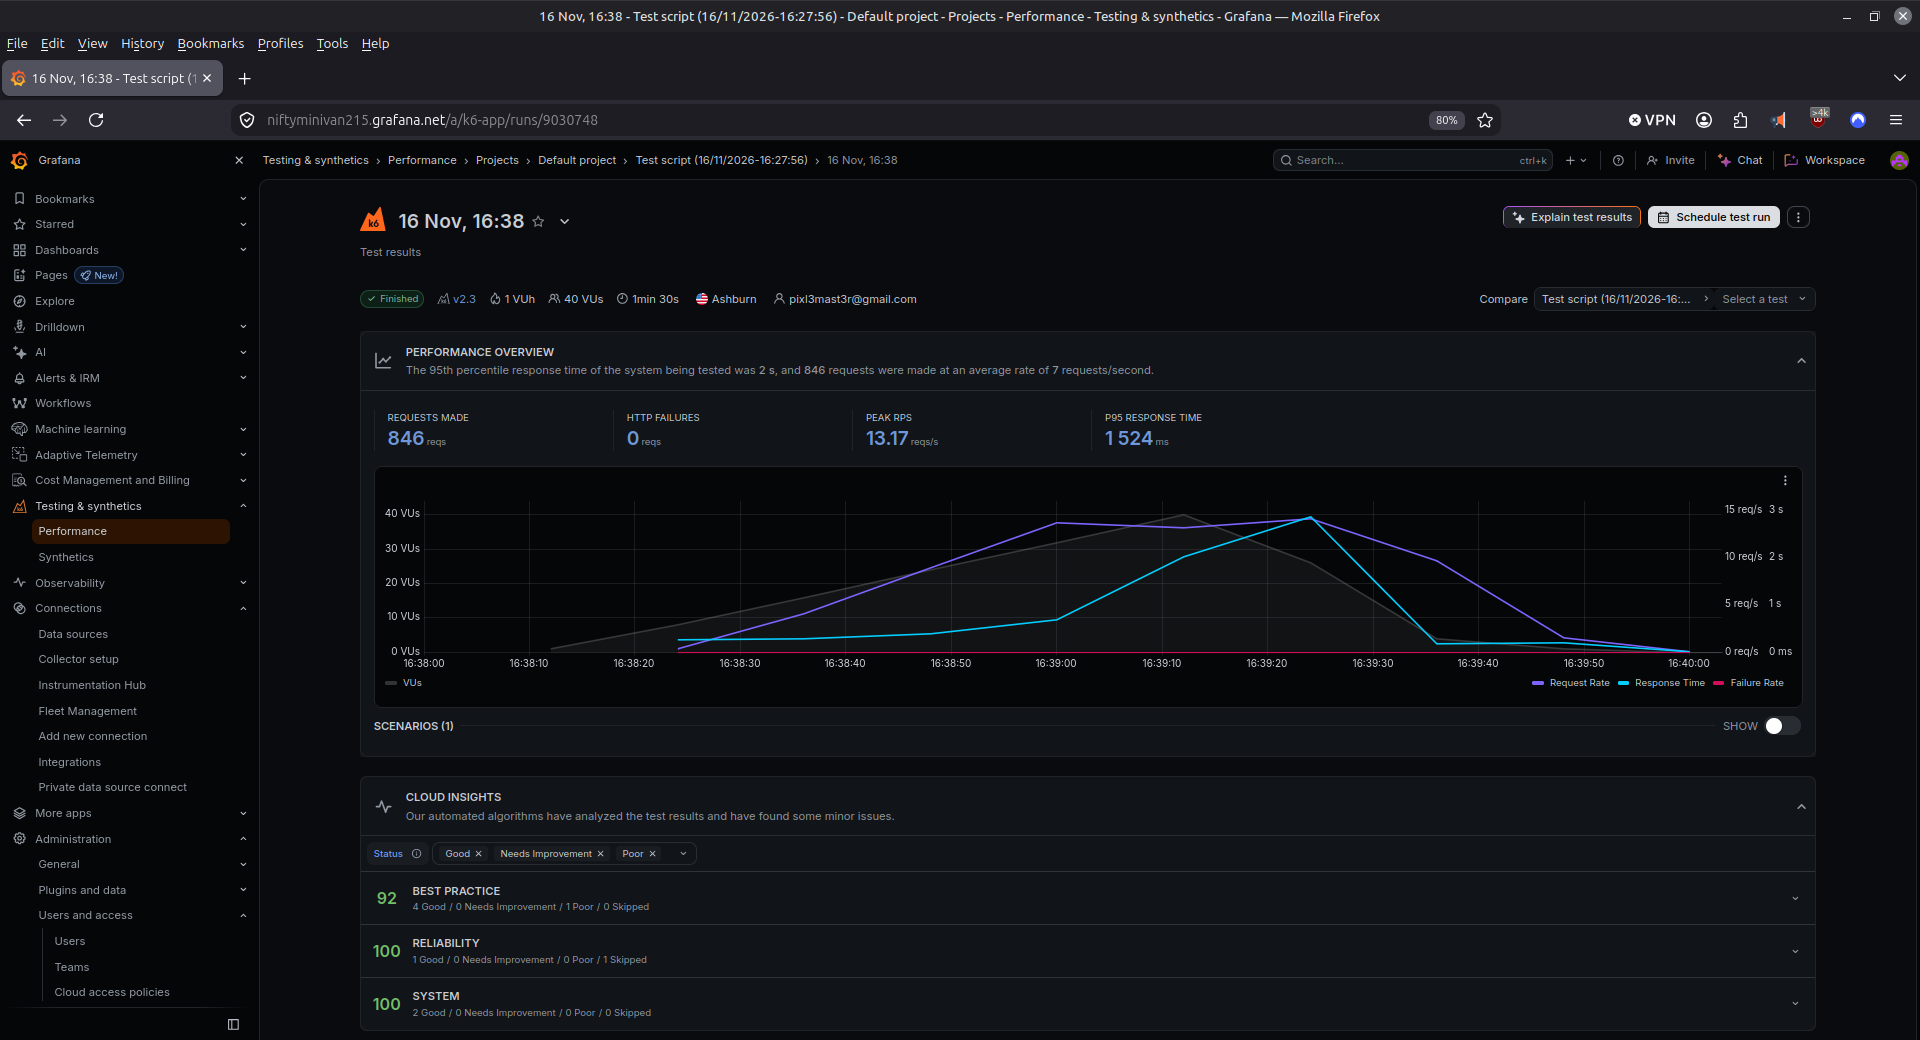 16 Nov, 16:38 - Test script (16/11/2026-16:27:56) - Default project - Projects - Performance - Testing & synthetics - Grafana — Mozilla Firefox
File Edit View History Bookmarks Profiles Tools Help
16 Nov, 16:38 - Test script (1
niftyminivan215.grafana.net/a/k6-app/runs/9030748
80%
VPN
>4k
Grafana
Testing & synthetics › Performance › Projects › Default project › Test script (16/11/2026-16:27:56) › 16 Nov, 16:38
Search...
ctrl+k
Invite
Chat
Workspace
Bookmarks
Starred
Dashboards
Pages
New!
Explore
Drilldown
AI
Alerts & IRM
Workflows
Machine learning
Adaptive Telemetry
Cost Management and Billing
Testing & synthetics
Performance
Synthetics
Observability
Connections
Data sources
Collector setup
Instrumentation Hub
Fleet Management
Add new connection
Integrations
Private data source connect
More apps
Administration
General
Plugins and data
Users and access
Users
Teams
Cloud access policies
k6
16 Nov, 16:38
Test results
Explain test results
Schedule test run
Finished
v2.3
1 VUh
40 VUs
1min 30s
Ashburn
pixl3mast3r@gmail.com
Compare
Test script (16/11/2026-16:...
Select a test
PERFORMANCE OVERVIEW
The 95th percentile response time of the system being tested was 2 s, and 846 requests were made at an average rate of 7 requests/second.
REQUESTS MADE
846 reqs
HTTP FAILURES
0 reqs
PEAK RPS
13.17 reqs/s
P95 RESPONSE TIME
1 524 ms
40 VUs
30 VUs
20 VUs
10 VUs
0 VUs
15 req/s 3 s
10 req/s 2 s
5 req/s 1 s
0 req/s 0 ms
16:38:00 16:38:10 16:38:20 16:38:30 16:38:40 16:38:50 16:39:00 16:39:10 16:39:20 16:39:30 16:39:40 16:39:50 16:40:00
VUs
Request Rate Response Time Failure Rate
SCENARIOS (1)
SHOW
CLOUD INSIGHTS
Our automated algorithms have analyzed the test results and have found some minor issues.
Status
Good
Needs Improvement
Poor
92
BEST PRACTICE
4 Good / 0 Needs Improvement / 1 Poor / 0 Skipped
100
RELIABILITY
1 Good / 0 Needs Improvement / 0 Poor / 1 Skipped
100
SYSTEM
2 Good / 0 Needs Improvement / 0 Poor / 0 Skipped